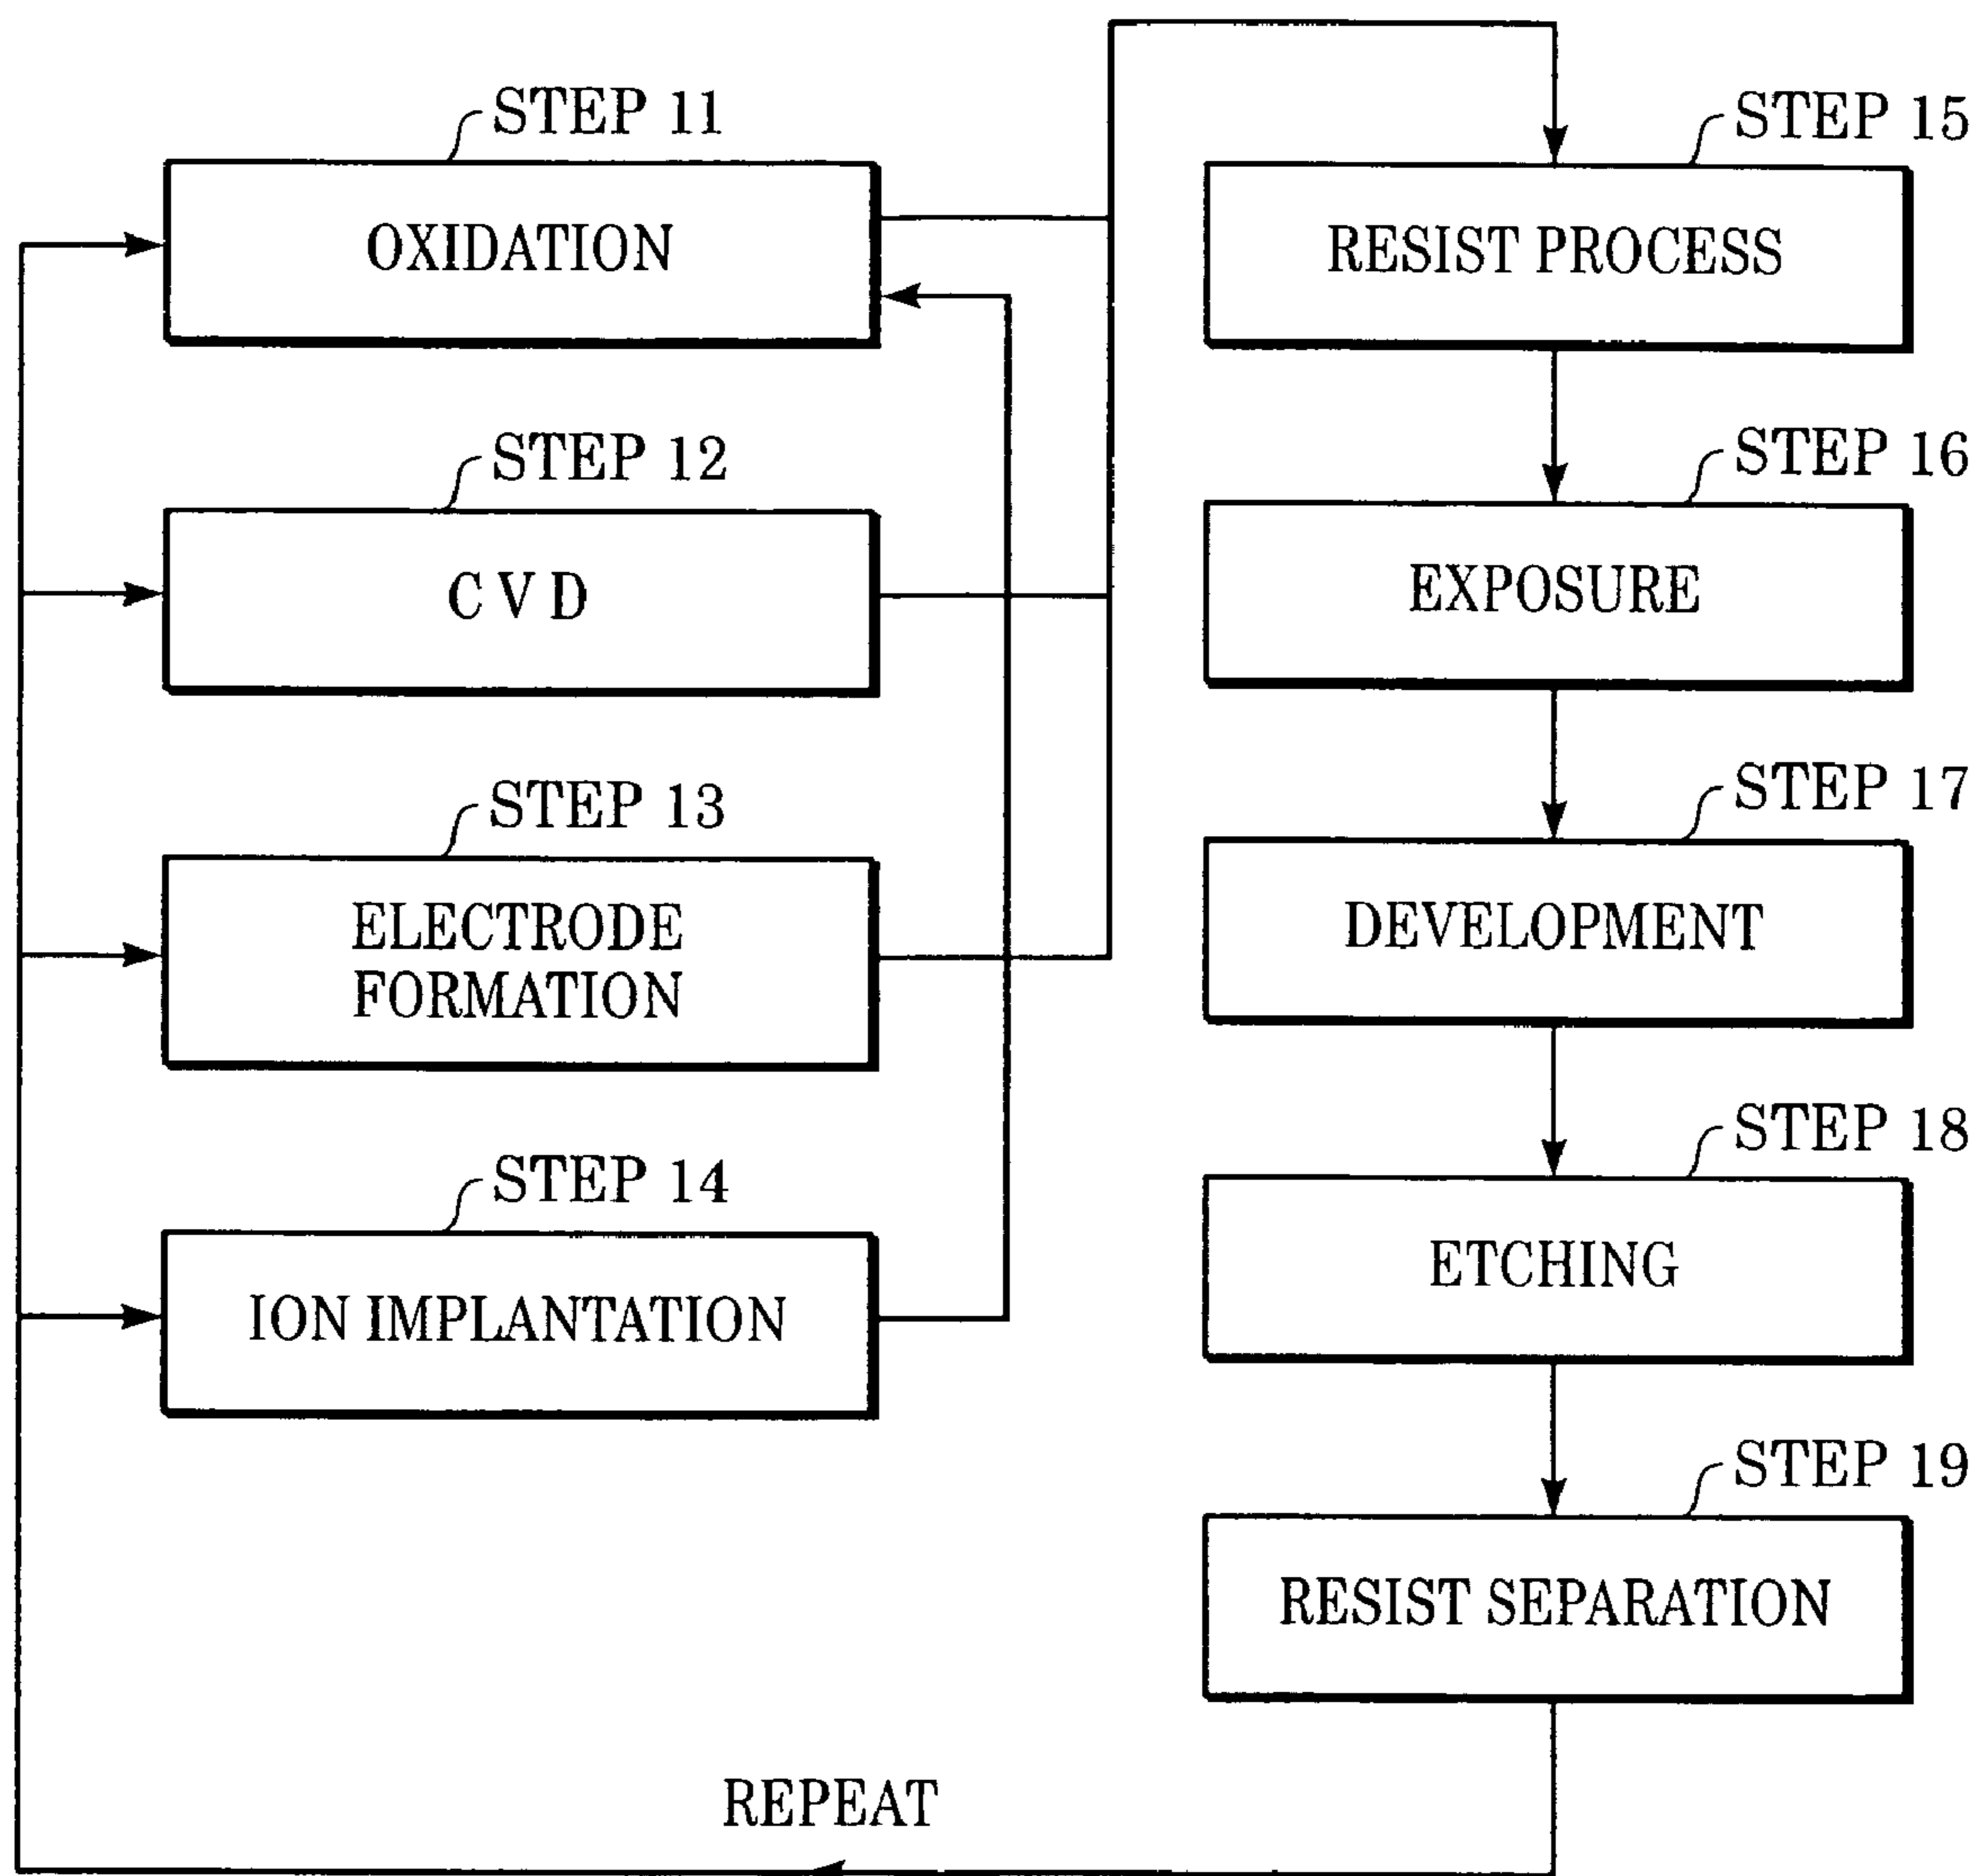 STEP 11
OXIDATION
STEP 12
C V D
STEP 13
ELECTRODE
FORMATION
STEP 14
ION IMPLANTATION
STEP 15
RESIST PROCESS
STEP 16
EXPOSURE
STEP 17
DEVELOPMENT
STEP 18
ETCHING
STEP 19
RESIST SEPARATION
REPEAT